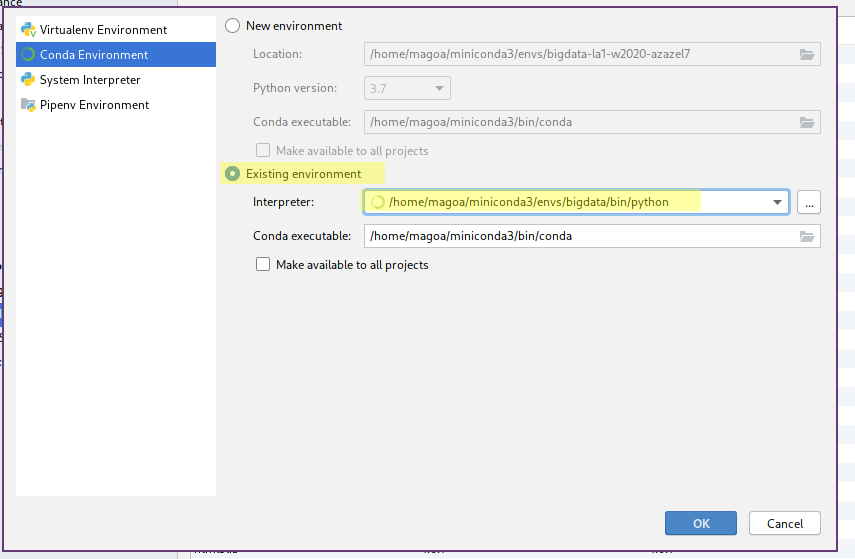 ance
Virtualenv Environment
Conda Environment
System Interpreter
Pipenv Environment
New environment
Location: /home/magoa/miniconda3/envs/bigdata-la1-w2020-azazel7
Python version: 3.7
Conda executable: /home/magoa/miniconda3/bin/conda
Make available to all projects
Existing environment
Interpreter: /home/magoa/miniconda3/envs/bigdata/bin/python
...
Conda executable: /home/magoa/miniconda3/bin/conda
Make available to all projects
OK
Cancel